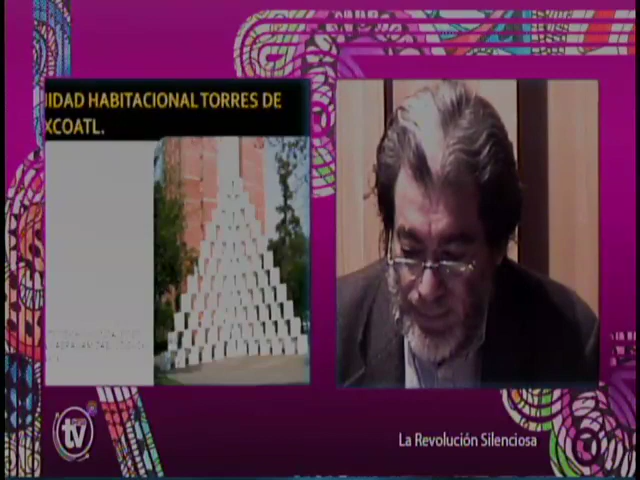 IDAD HABITACIONAL TORRES DE
XCOATL.
tv
La Revolución Silenciosa